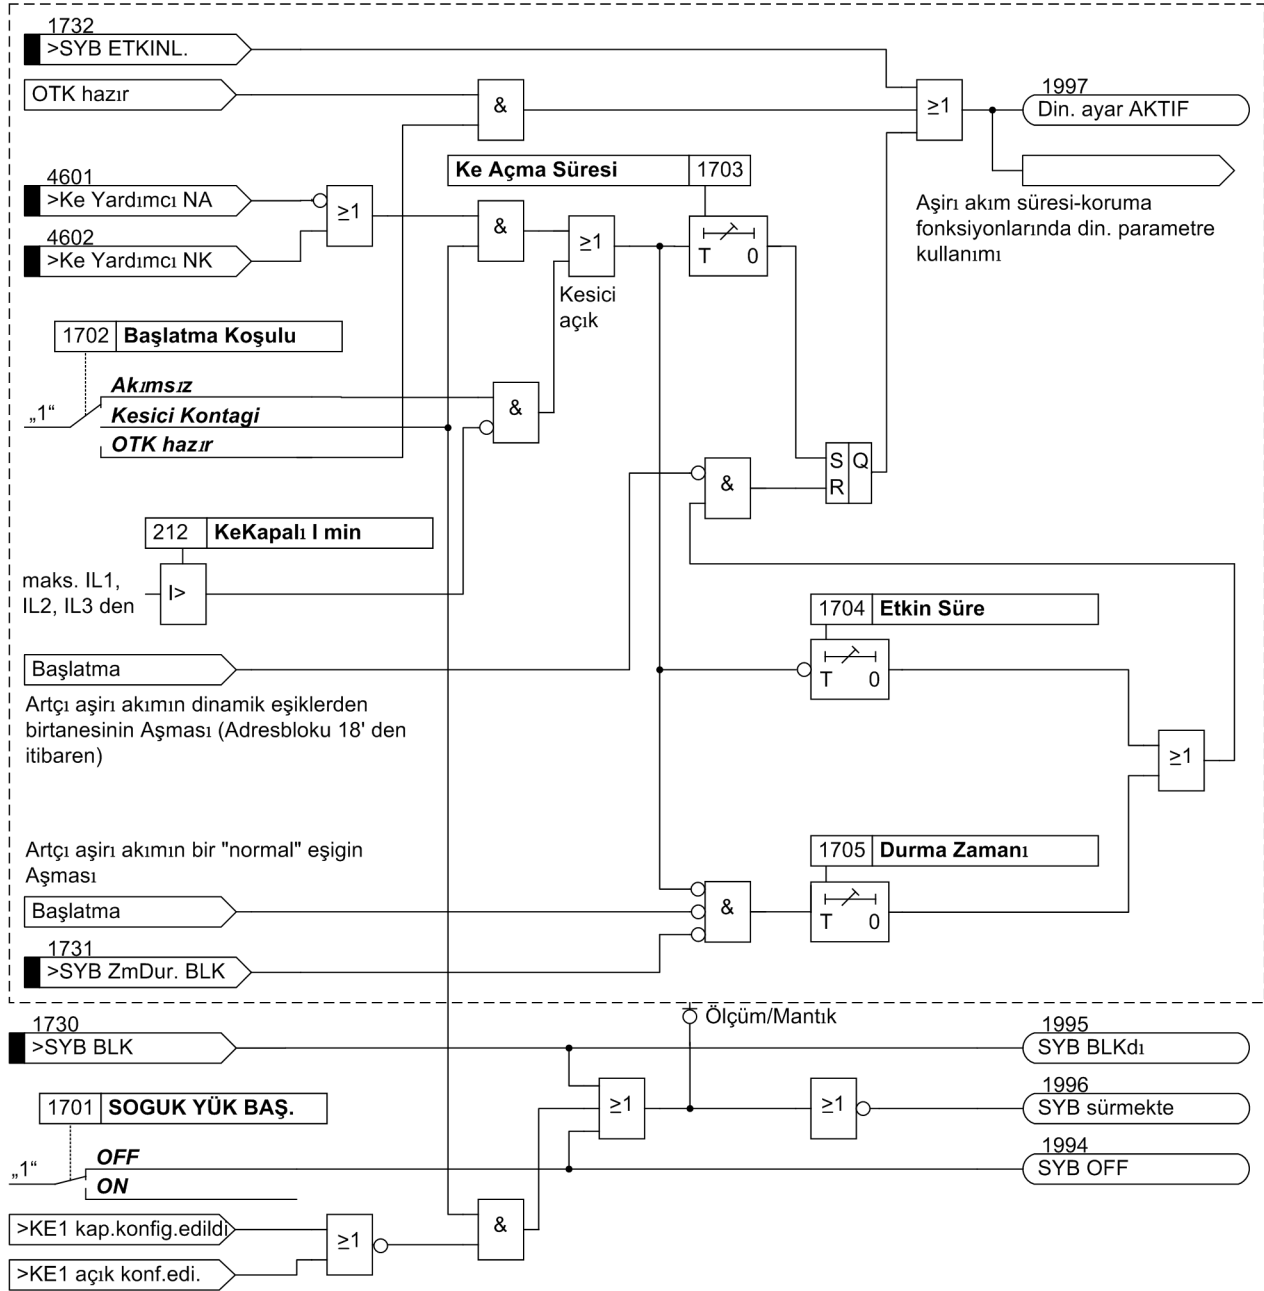 1732
>SYB ETKINL.
OTK hazır
&
≥1
1997
Din. ayar AKTIF
Ke Açma Süresi 1703
4601
>Ke Yardımcı NA
≥1
&
≥1
T 0
Aşirı akım süresi-koruma
fonksiyonlarında din. parametre
kullanımı
4602
>Ke Yardımcı NK
Kesici
açık
1702 Başlatma Koşulu
„1“
Akımsız
Kesici Kontagi
OTK hazır
&
&
S Q
R
212 KeKapalı I min
maks. IL1,
IL2, IL3 den
I>
1704 Etkin Süre
T 0
Başlatma
Artçı aşirı akımın dinamik eşiklerden
birtanesinin Aşması (Adresbloku 18' den
itibaren)
≥1
Artçı aşirı akımın bir "normal" eşigin
Aşması
1705 Durma Zamanı
Başlatma
&
T 0
1731
>SYB ZmDur. BLK
Ölçüm/Mantık
1730
>SYB BLK
1995
SYB BLKdı
1701 SOGUK YÜK BAŞ.
≥1
≥1
1996
SYB sürmekte
„1“
OFF
ON
1994
SYB OFF
>KE1 kap.konfig.edildi
≥1
&
>KE1 açık konf.edi.